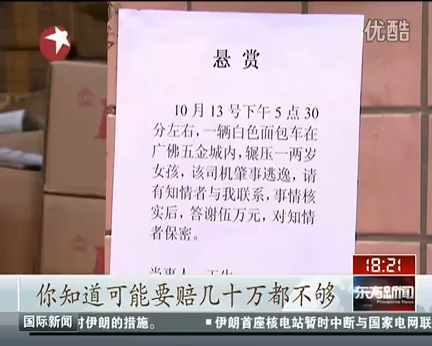 优酷
悬赏
10月13号下午5点30
分左右，一辆白色面包车在
广佛五金城内，辗压一两岁
女孩，该司机肇事逃逸，请
有知情者与我联系，事情核
实后，答谢伍万元，对知情
者保密。
你知道可能要赔几十万都不够
18:21
东方新闻
国际新闻
对伊朗的措施。
■伊朗首座核电站暂时中断与国家电网联